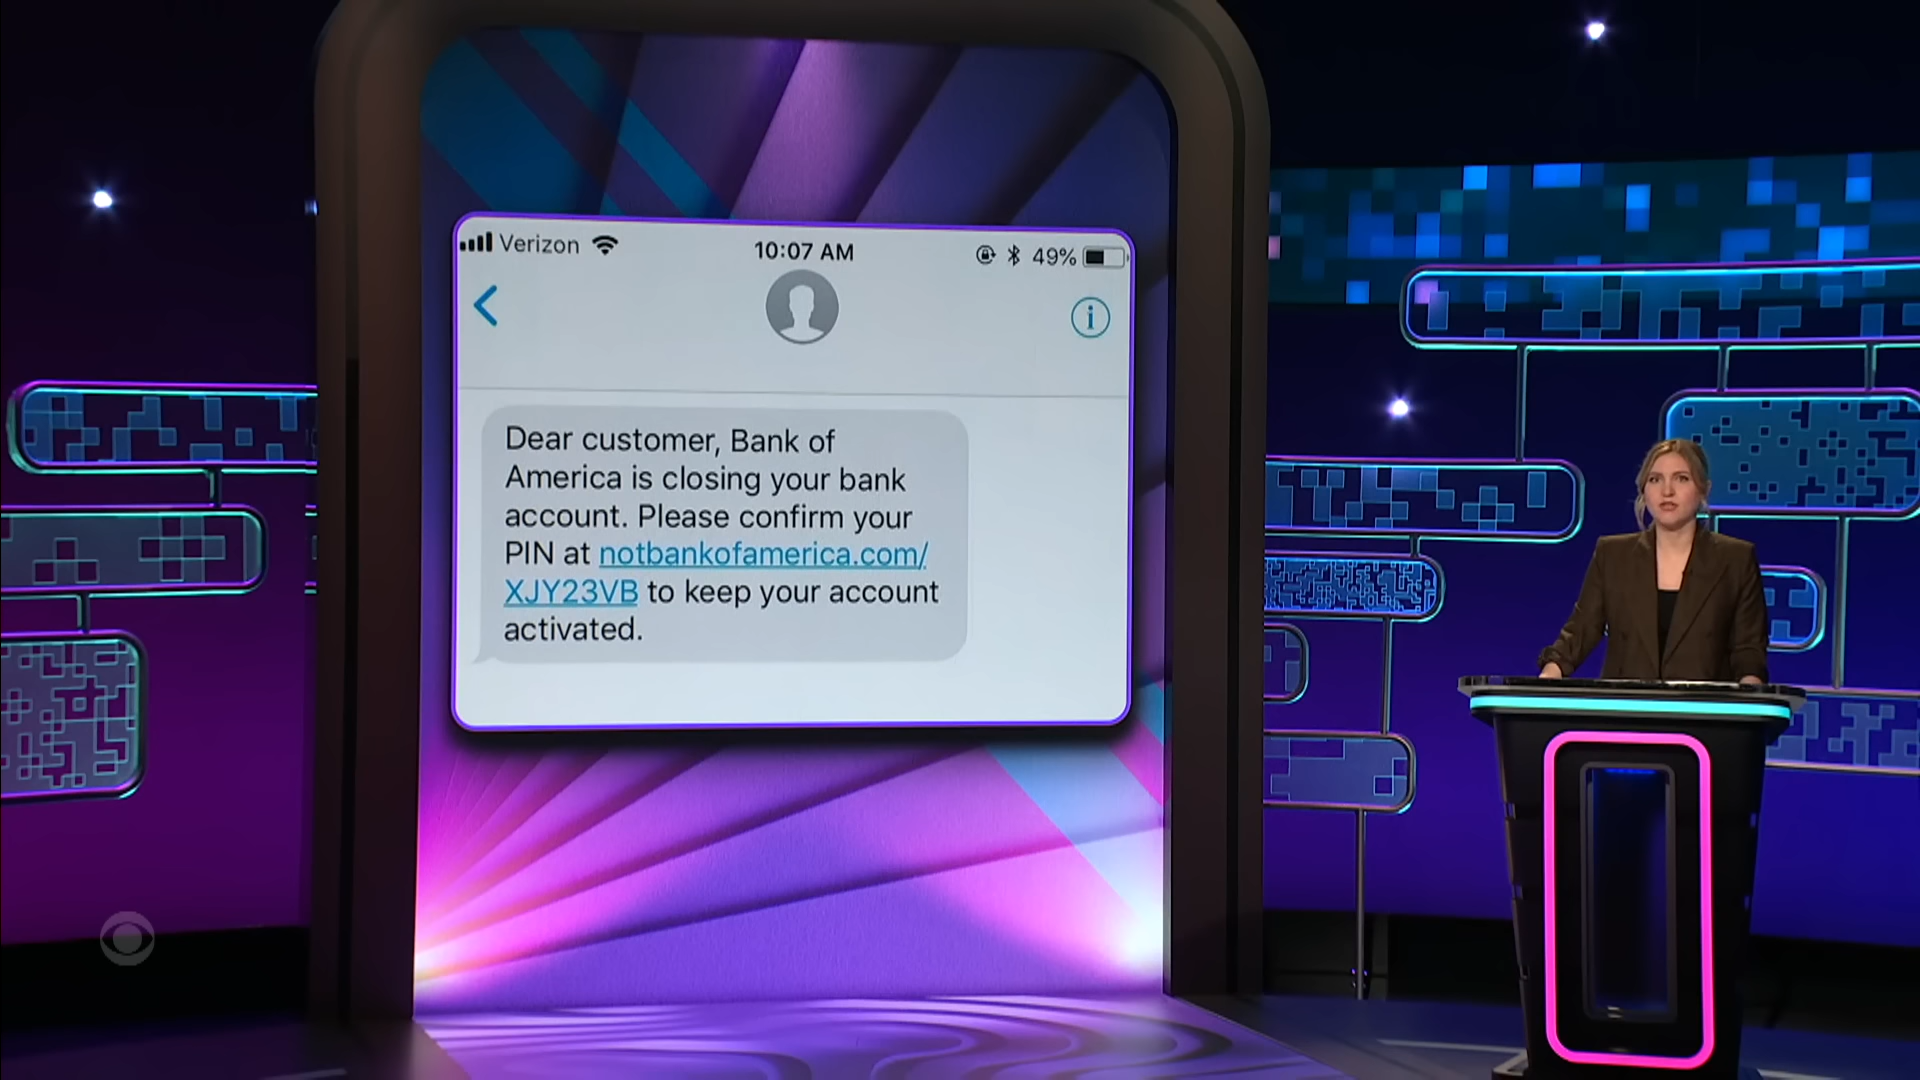 Verizon 10:07 AM 49%
Dear customer, Bank of
America is closing your bank
account. Please confirm your
PIN at notbankofamerica.com/
XJY23VB to keep your account
activated.